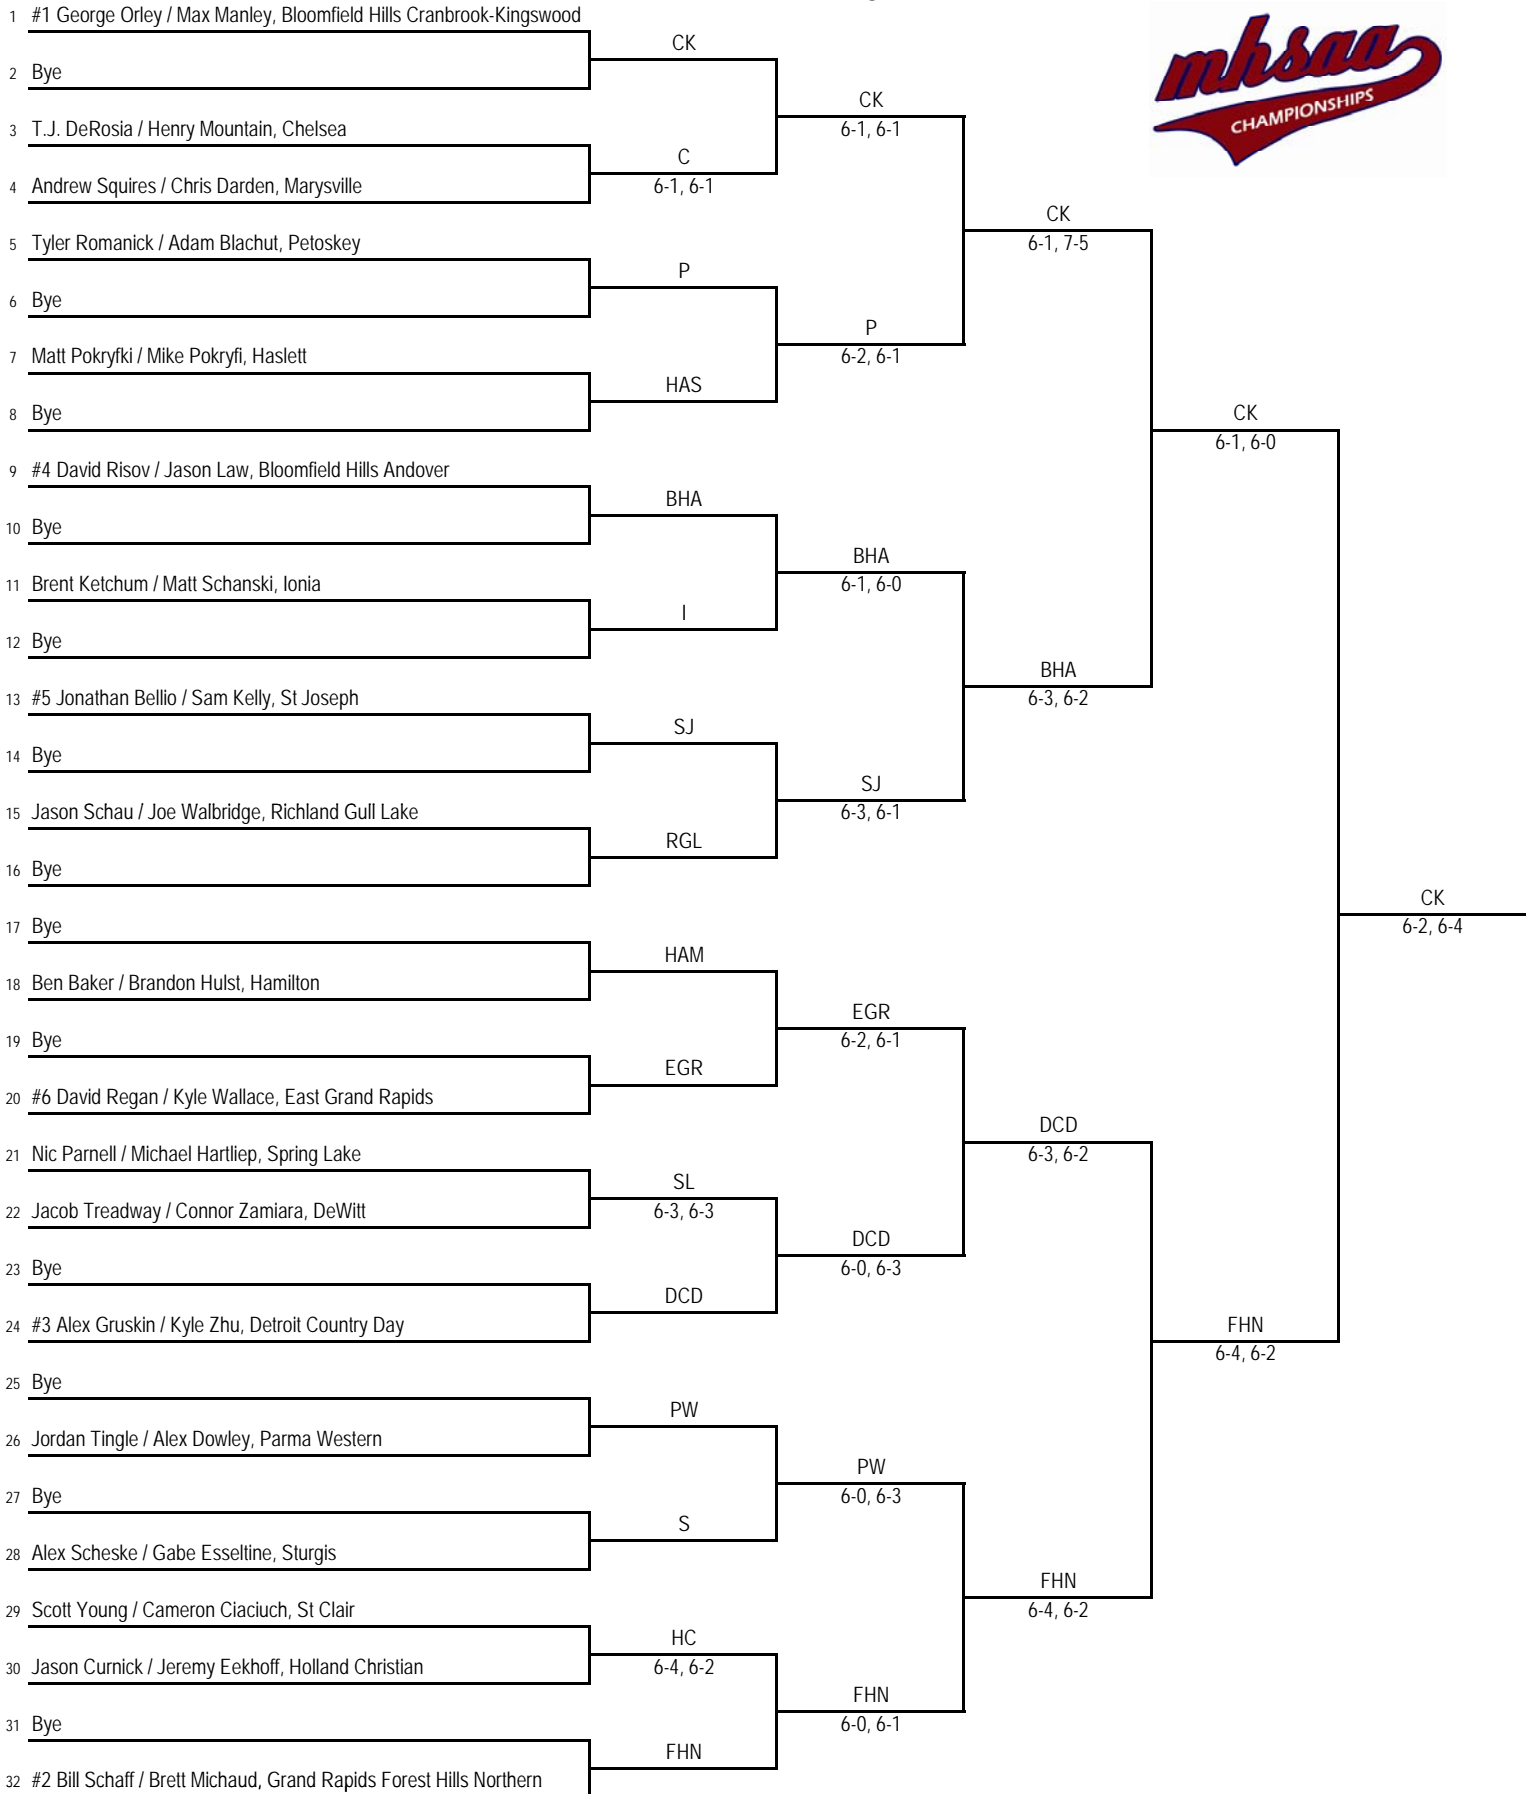 1 #1 George Orley / Max Manley, Bloomfield Hills Cranbrook-Kingswood
mhsaa
CHAMPIONSHIPS
CK
2 Bye
CK
6-1, 6-1
3 T.J. DeRosia / Henry Mountain, Chelsea
C
6-1, 6-1
4 Andrew Squires / Chris Darden, Marysville
CK
6-1, 7-5
5 Tyler Romanick / Adam Blachut, Petoskey
P
6 Bye
P
6-2, 6-1
7 Matt Pokryfki / Mike Pokryfi, Haslett
HAS
8 Bye
CK
6-1, 6-0
9 #4 David Risov / Jason Law, Bloomfield Hills Andover
BHA
10 Bye
BHA
6-1, 6-0
11 Brent Ketchum / Matt Schanski, Ionia
I
12 Bye
BHA
6-3, 6-2
13 #5 Jonathan Bellio / Sam Kelly, St Joseph
SJ
14 Bye
SJ
6-3, 6-1
15 Jason Schau / Joe Walbridge, Richland Gull Lake
RGL
16 Bye
CK
6-2, 6-4
17 Bye
HAM
18 Ben Baker / Brandon Hulst, Hamilton
EGR
6-2, 6-1
19 Bye
EGR
20 #6 David Regan / Kyle Wallace, East Grand Rapids
DCD
6-3, 6-2
21 Nic Parnell / Michael Hartliep, Spring Lake
SL
6-3, 6-3
22 Jacob Treadway / Connor Zamiara, DeWitt
DCD
6-0, 6-3
23 Bye
DCD
24 #3 Alex Gruskin / Kyle Zhu, Detroit Country Day
FHN
6-4, 6-2
25 Bye
PW
26 Jordan Tingle / Alex Dowley, Parma Western
PW
6-0, 6-3
27 Bye
S
28 Alex Scheske / Gabe Esseltine, Sturgis
FHN
6-4, 6-2
29 Scott Young / Cameron Ciaciuch, St Clair
HC
6-4, 6-2
30 Jason Curnick / Jeremy Eekhoff, Holland Christian
FHN
6-0, 6-1
31 Bye
FHN
32 #2 Bill Schaff / Brett Michaud, Grand Rapids Forest Hills Northern